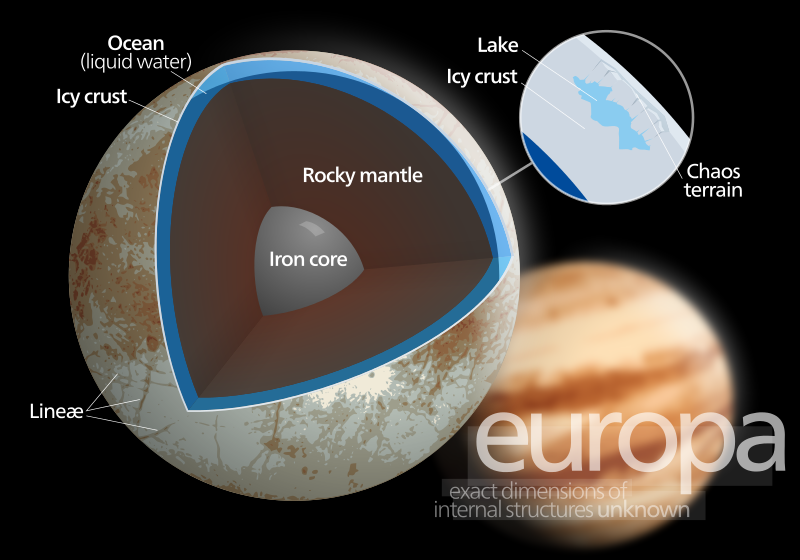 Ocean
(liquid water)
Icy crust
Rocky mantle
Iron core
Lineæ
Lake
Icy crust
Chaos
terrain
europa
exact dimensions of
internal structures unknown